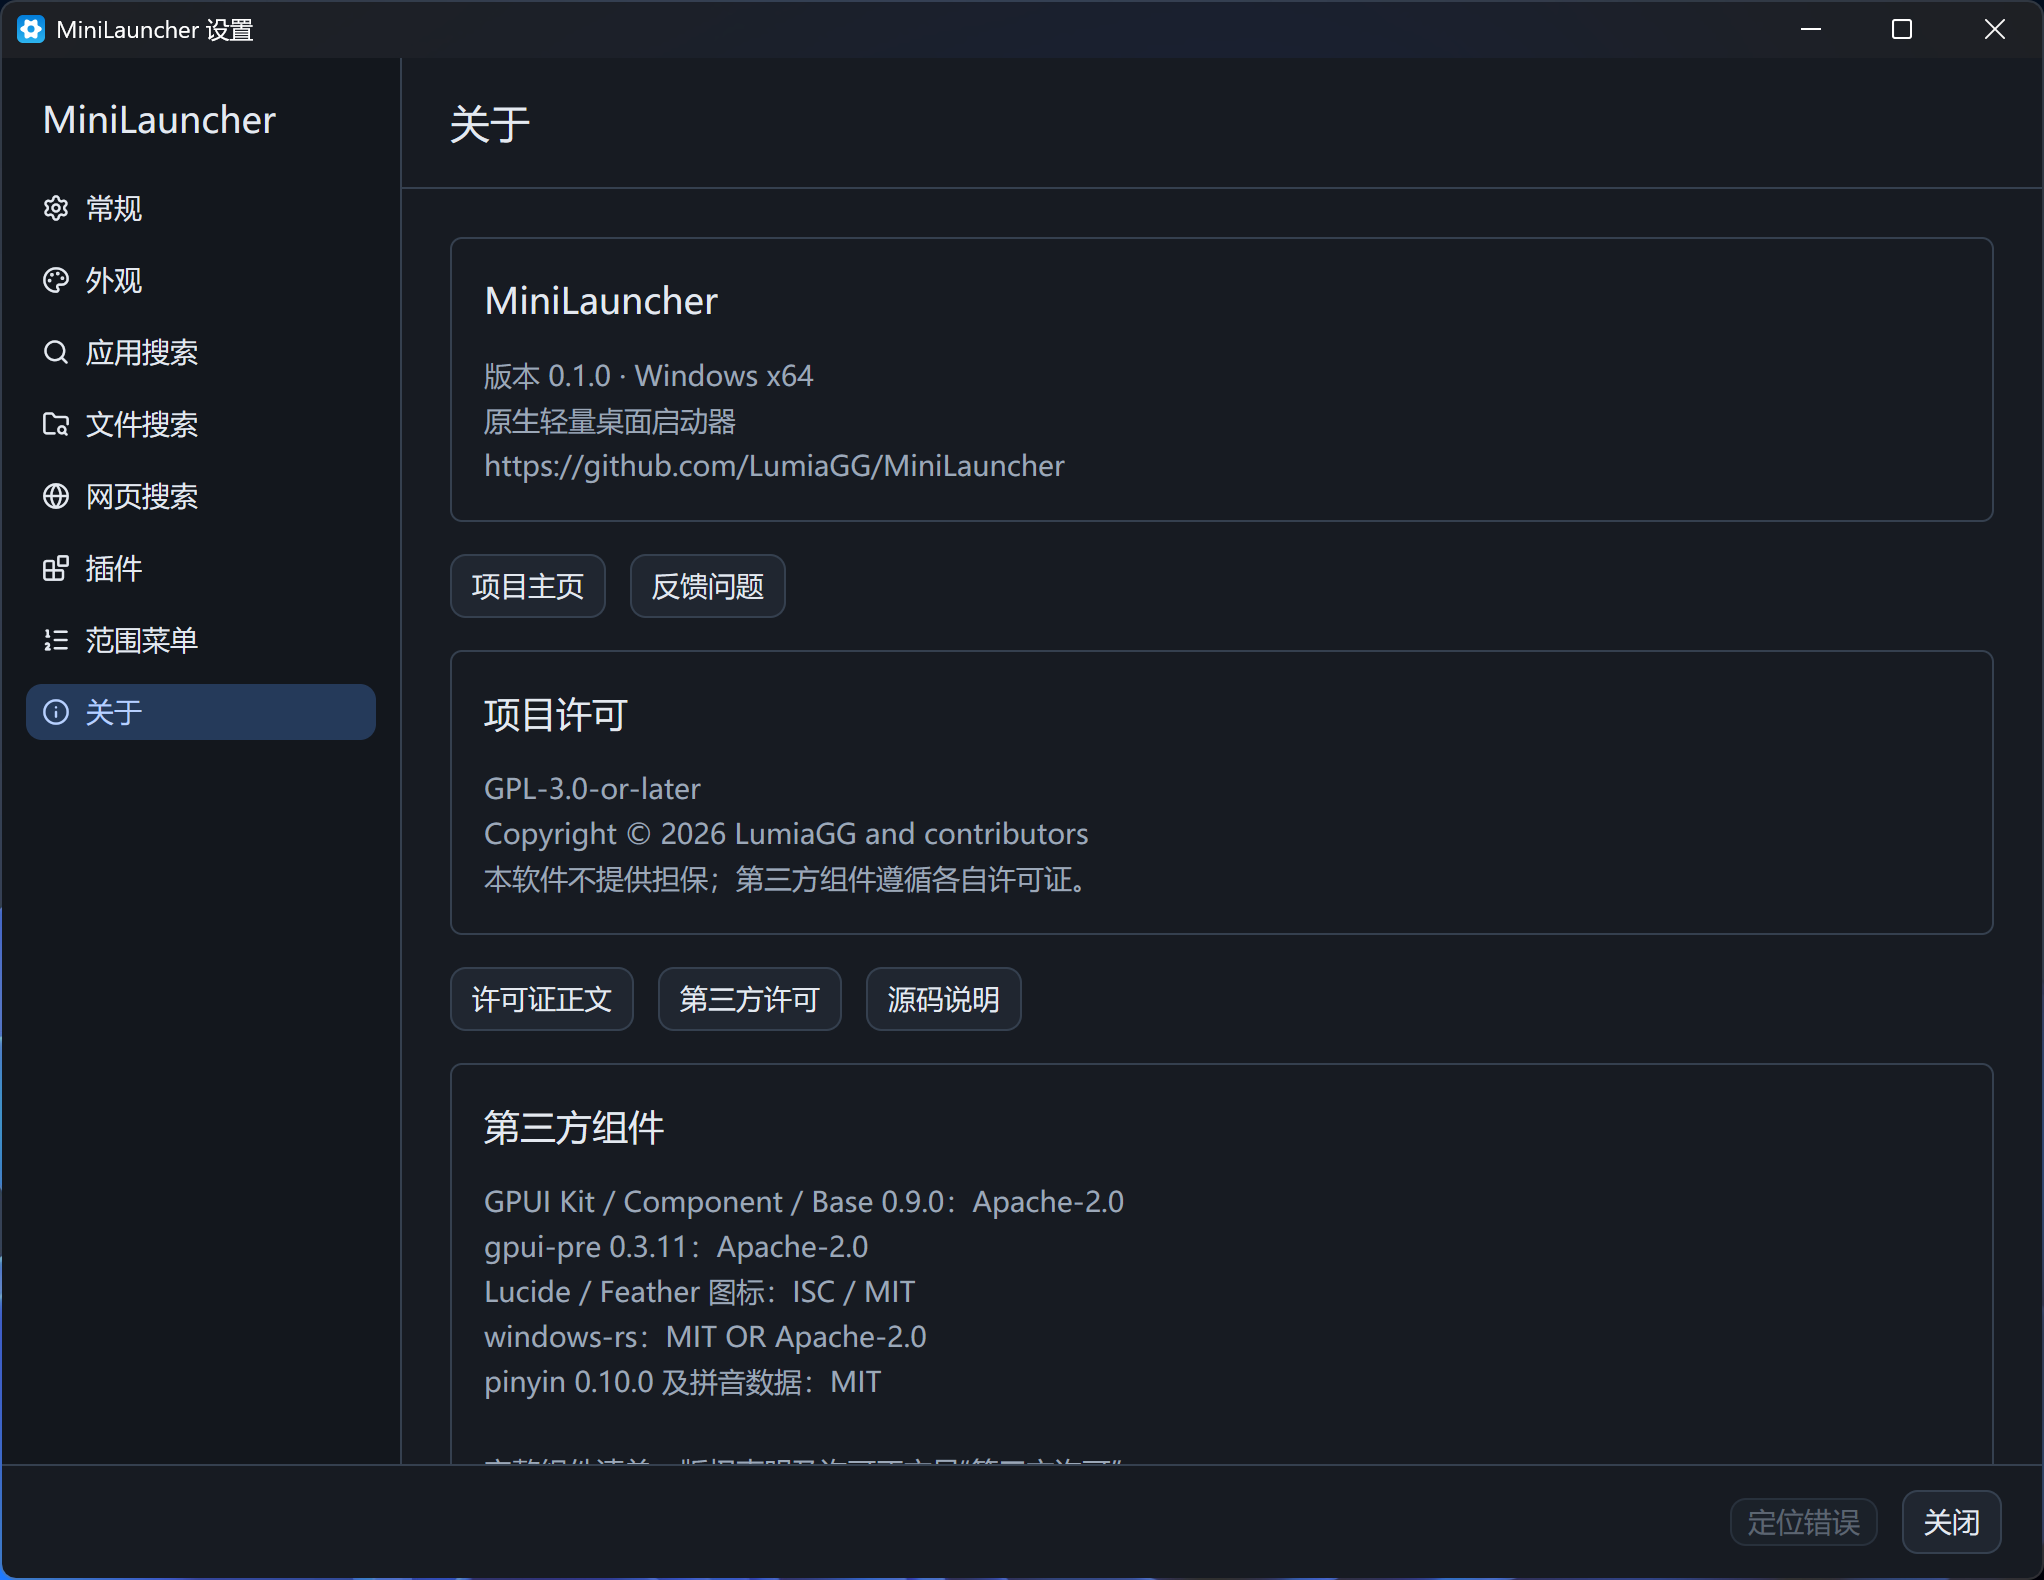 MiniLauncher 设置
MiniLauncher
常规
外观
应用搜索
文件搜索
网页搜索
插件
范围菜单
关于
关于
MiniLauncher
版本 0.1.0 · Windows x64
原生轻量桌面启动器
https://github.com/LumiaGG/MiniLauncher
项目主页
反馈问题
项目许可
GPL-3.0-or-later
Copyright © 2026 LumiaGG and contributors
本软件不提供担保；第三方组件遵循各自许可证。
许可证正文
第三方许可
源码说明
第三方组件
GPUI Kit / Component / Base 0.9.0：Apache-2.0
gpui-pre 0.3.11：Apache-2.0
Lucide / Feather 图标：ISC / MIT
windows-rs：MIT OR Apache-2.0
pinyin 0.10.0 及拼音数据：MIT
定位错误
关闭